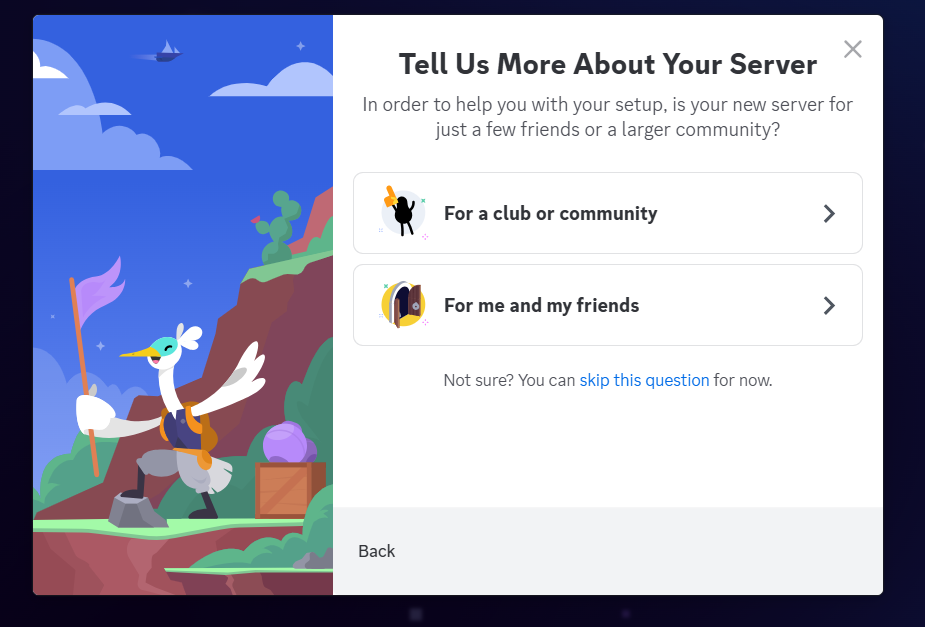 Tell Us More About Your Server
In order to help you with your setup, is your new server for
just a few friends or a larger community?
For a club or community
For me and my friends
Not sure? You can skip this question for now.
Back